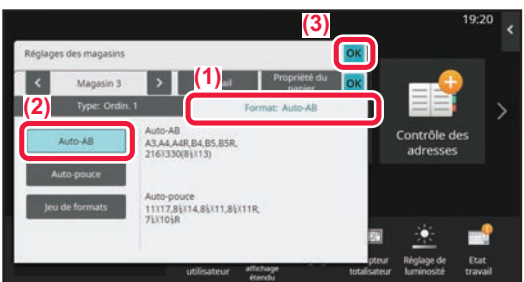 (3)
19:20
Réglages des magasins
OK
(1)
Magasin 3
ail
Propriété du
papier
OK
(2)
Type: Ordin. 1
Format: Auto-AB
Auto-AB
Auto-AB
A3,A4,A4R,B4,B5,B5R,
216X330(8½X13)
Auto-pouce
Auto-pouce
11X17,8½X14,8½X11,8½X11R,
7¼X10½R
Jeu de formats
Contrôle des
adresses
utilisateur
affichage
étendu
pteur
totalisateur
Réglage de
luminosité
Etat
travail